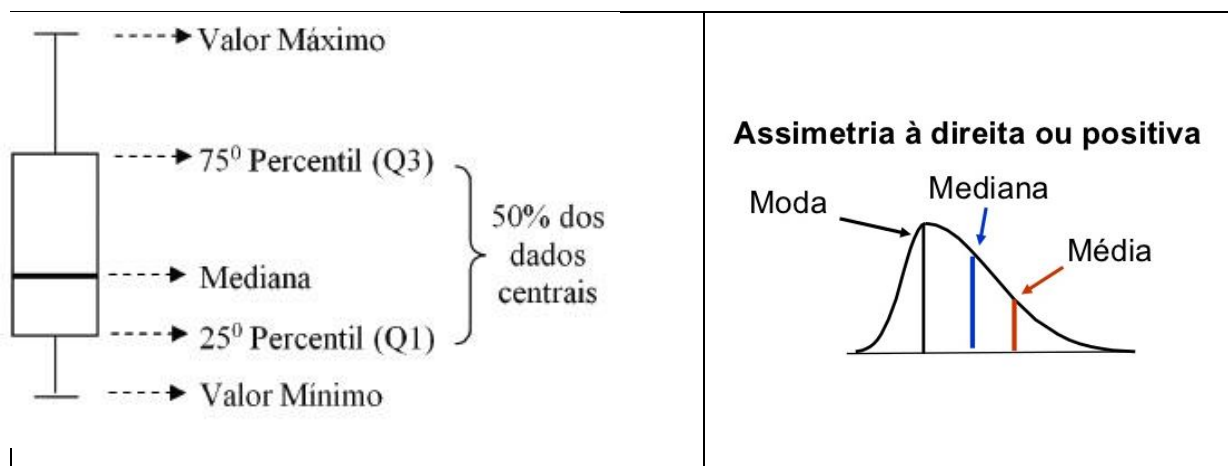 Valor Máximo
75⁰ Percentil (Q3)
50% dos
dados
centrais
Mediana
25⁰ Percentil (Q1)
Valor Mínimo
Assimetria à direita ou positiva
Moda
Mediana
Média